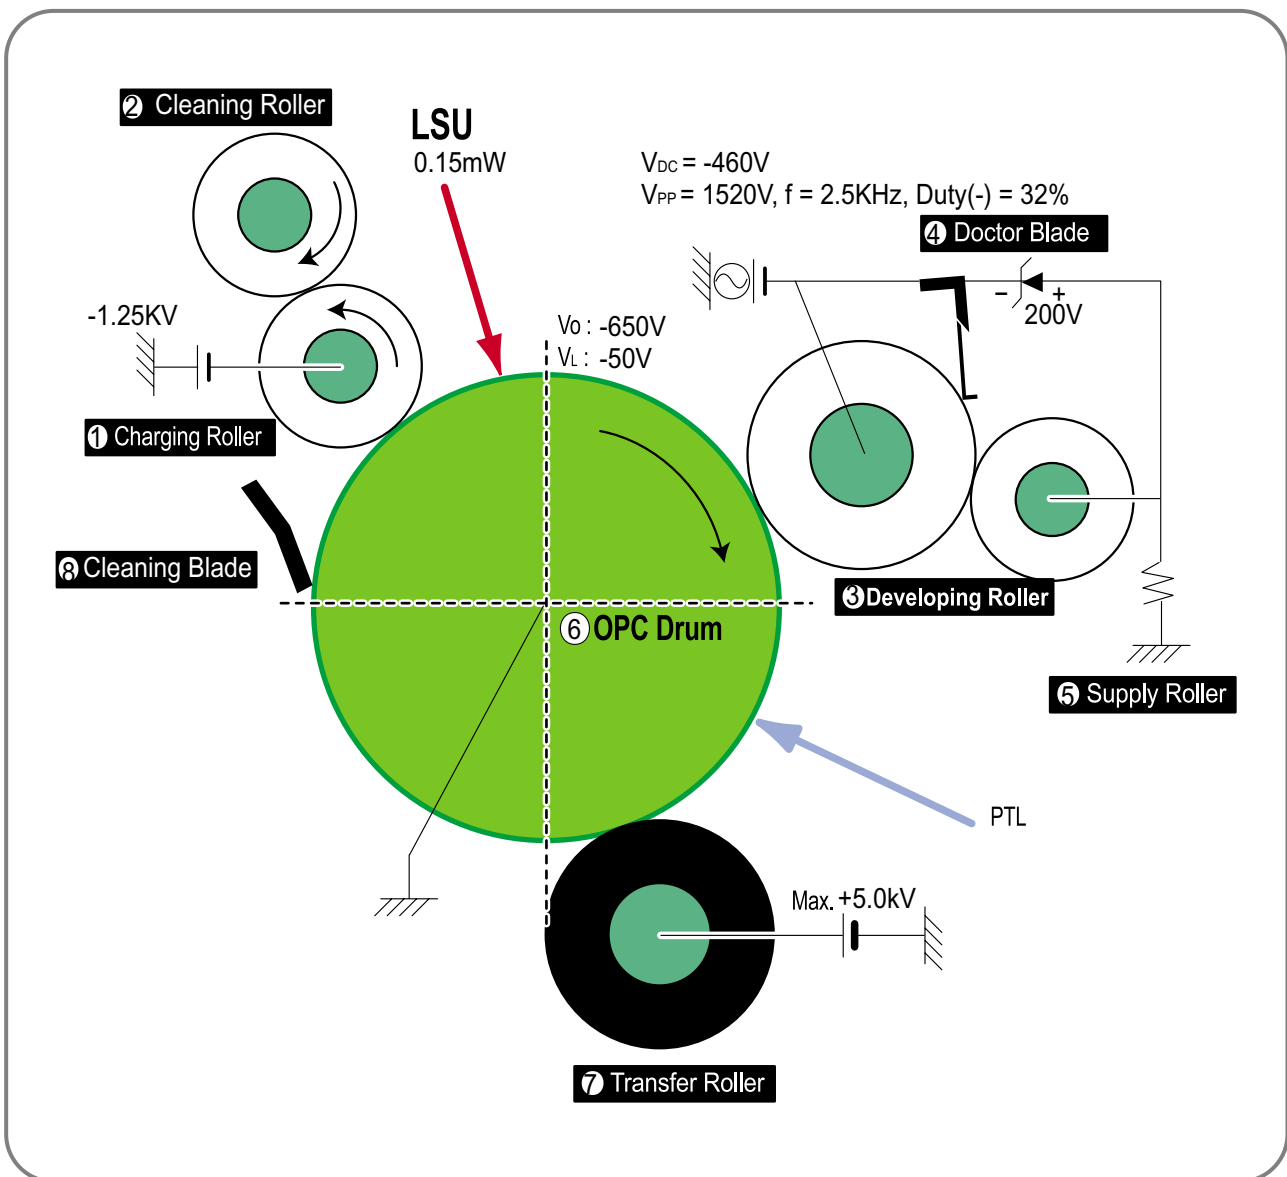 ② Cleaning Roller
LSU
0.15mW
VDC = -460V
VPP = 1520V, f = 2.5KHz, Duty(-) = 32%
④ Doctor Blade
− +
200V
-1.25KV
Vo : -650V
VL : -50V
① Charging Roller
⑧ Cleaning Blade
③ Developing Roller
⑥ OPC Drum
⑤ Supply Roller
PTL
Max. +5.0kV
⑦ Transfer Roller